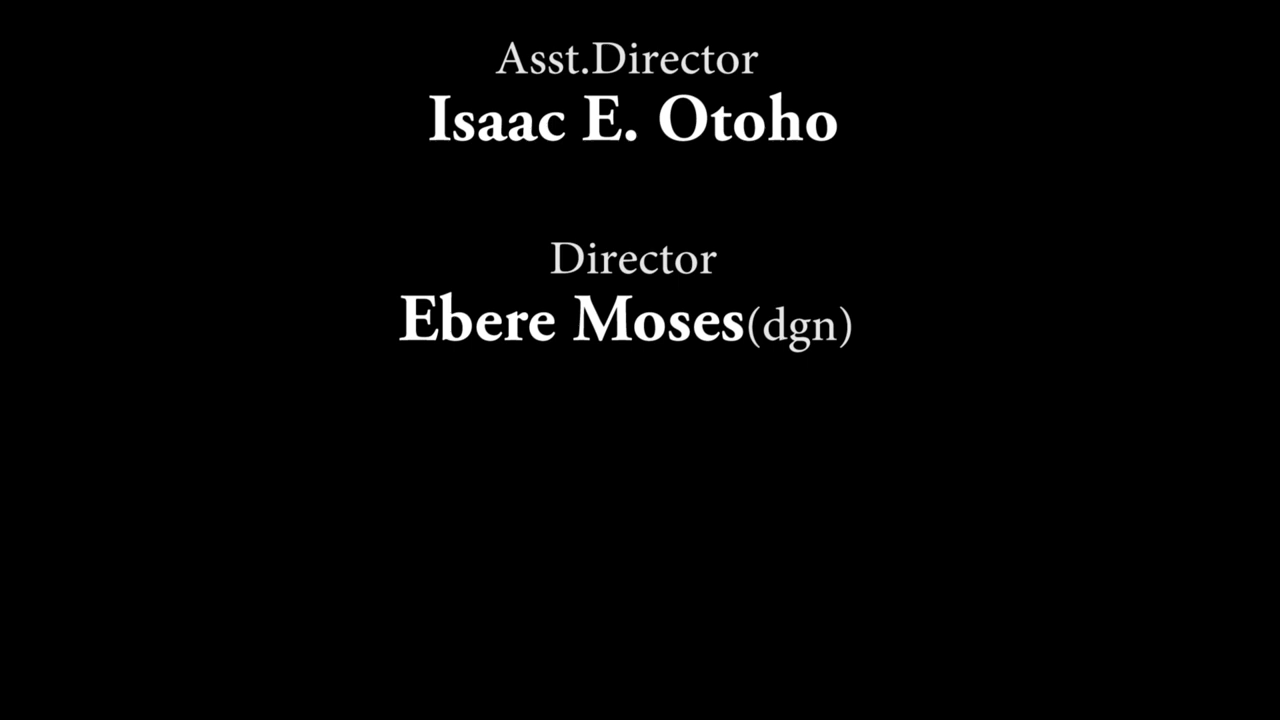 Asst.Director
Isaac E. Otoho
Director
Ebere Moses(dgn)